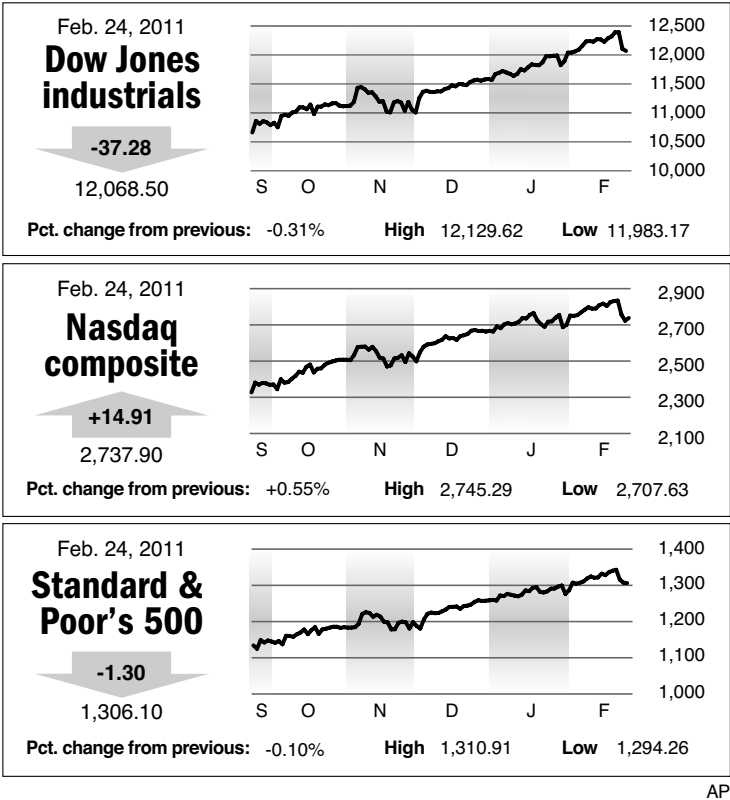 Feb. 24, 2011
Dow Jones
industrials
-37.28
12,068.50
12,500
12,000
11,500
11,000
10,500
10,000
S O N D J F
Pct. change from previous: -0.31% High 12,129.62 Low 11,983.17
Feb. 24, 2011
Nasdaq
composite
+14.91
2,737.90
2,900
2,700
2,500
2,300
2,100
S O N D J F
Pct. change from previous: +0.55% High 2,745.29 Low 2,707.63
Feb. 24, 2011
Standard &
Poor's 500
-1.30
1,306.10
1,400
1,300
1,200
1,100
1,000
S O N D J F
Pct. change from previous: -0.10% High 1,310.91 Low 1,294.26
AP